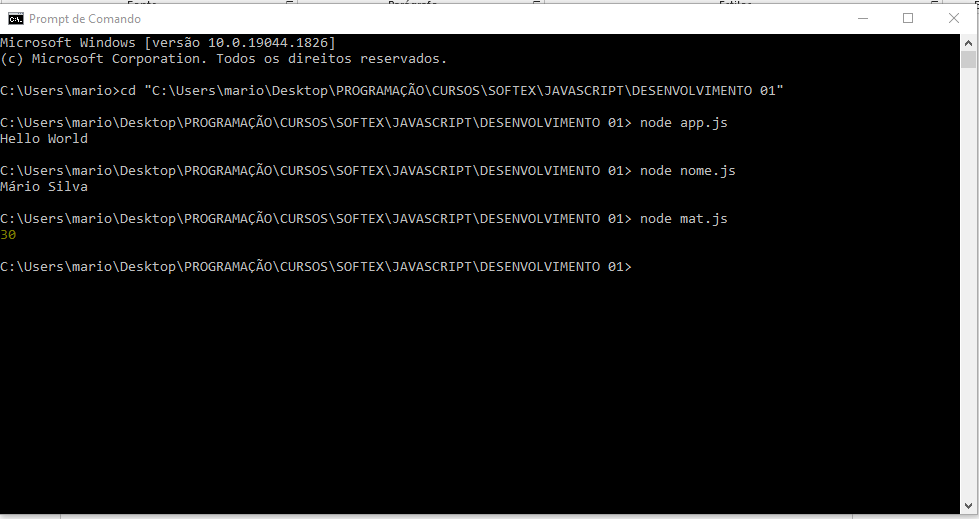 Prompt de Comando
Microsoft Windows [versão 10.0.19044.1826]
(c) Microsoft Corporation. Todos os direitos reservados.
C:\Users\mario>cd "C:\Users\mario\Desktop\PROGRAMAÇÃO\CURSOS\SOFTEX\JAVASCRIPT\DESENVOLVIMENTO 01"
C:\Users\mario\Desktop\PROGRAMAÇÃO\CURSOS\SOFTEX\JAVASCRIPT\DESENVOLVIMENTO 01> node app.js
Hello World
C:\Users\mario\Desktop\PROGRAMAÇÃO\CURSOS\SOFTEX\JAVASCRIPT\DESENVOLVIMENTO 01> node nome.js
Mário Silva
C:\Users\mario\Desktop\PROGRAMAÇÃO\CURSOS\SOFTEX\JAVASCRIPT\DESENVOLVIMENTO 01> node mat.js
30
C:\Users\mario\Desktop\PROGRAMAÇÃO\CURSOS\SOFTEX\JAVASCRIPT\DESENVOLVIMENTO 01>